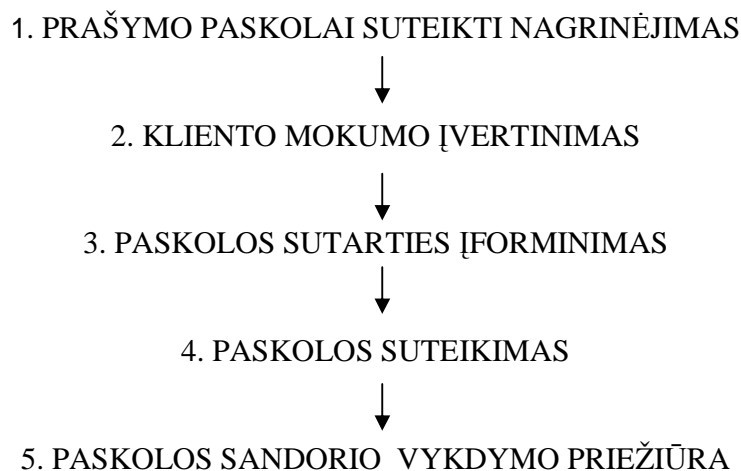 1. PRAŠYMO PASKOLAI SUTEIKTI NAGRINĖJIMAS
2. KLIENTO MOKUMO ĮVERTINIMAS
3. PASKOLOS SUTARTIES ĮFORMINIMAS
4. PASKOLOS SUTEIKIMAS
5. PASKOLOS SANDORIO VYKDYMO PRIEŽIŪRA